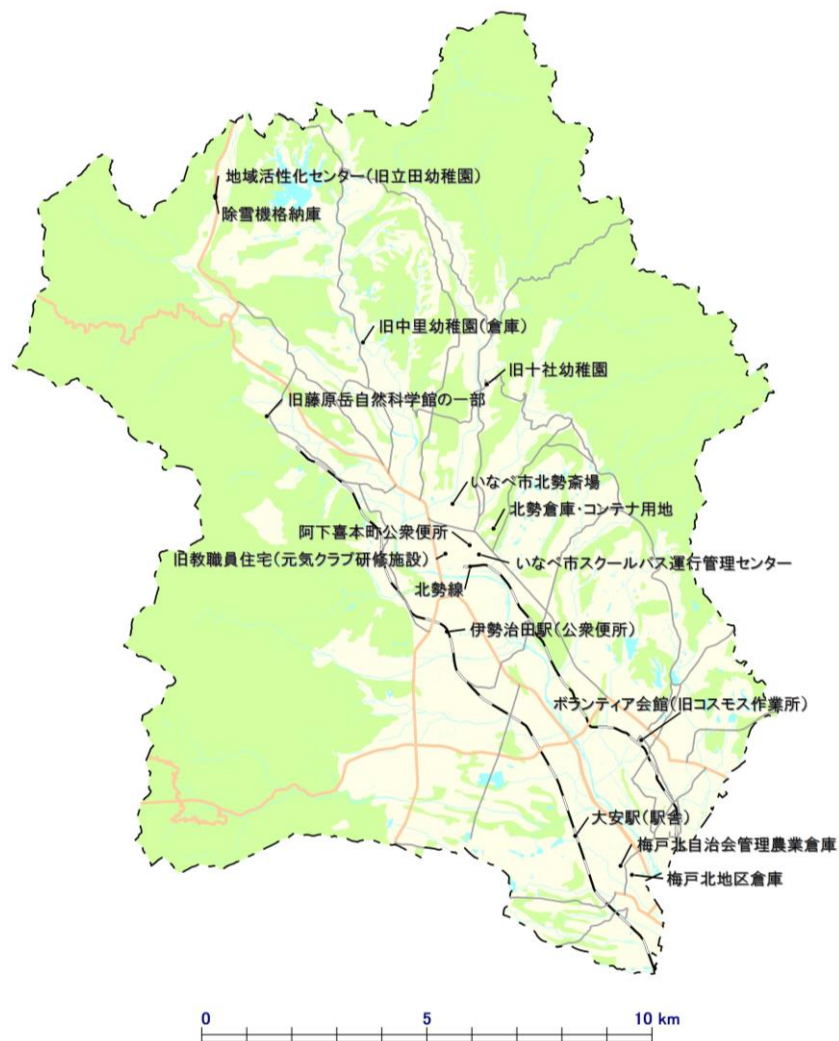 地域活性化センター(旧立田幼稚園)
除雪機格納庫
旧中里幼稚園(倉庫)
旧十社幼稚園
旧藤原岳自然科学館の一部
いなべ市北勢斎場
北勢倉庫・コンテナ用地
阿下喜本町公衆便所
旧教職員住宅(元気クラブ研修施設)
いなべ市スクールバス運行管理センター
北勢線
伊勢治田駅(公衆便所)
ボランティア会館(旧コスモス作業所)
大安駅(駅舎)
梅戸北自治会管理農業倉庫
梅戸北地区倉庫
0 5 10 km